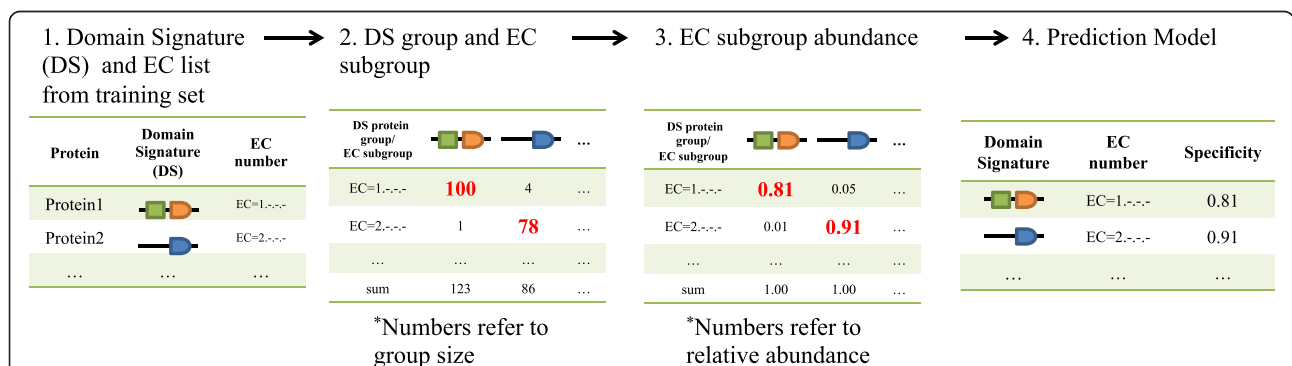 1. Domain Signature
(DS) and EC list
from training set
Protein
Domain
Signature
(DS)
EC
number
Protein1 EC=1.-.-.-
Protein2 EC=2.-.-.-
… … …
2. DS group and EC
subgroup
DS protein
group/
EC subgroup
...
EC=1.-.-.- 100 4 …
EC=2.-.-.- 1 78 …
… … …
sum 123 86 …
*Numbers refer to
group size
3. EC subgroup abundance
DS protein
group/
EC subgroup
...
EC=1.-.-.- 0.81 0.05 …
EC=2.-.-.- 0.01 0.91 …
… … …
sum 1.00 1.00 …
*Numbers refer to
relative abundance
4. Prediction Model
Domain
Signature
EC
number
Specificity
EC=1.-.-.- 0.81
EC=2.-.-.- 0.91
… … …